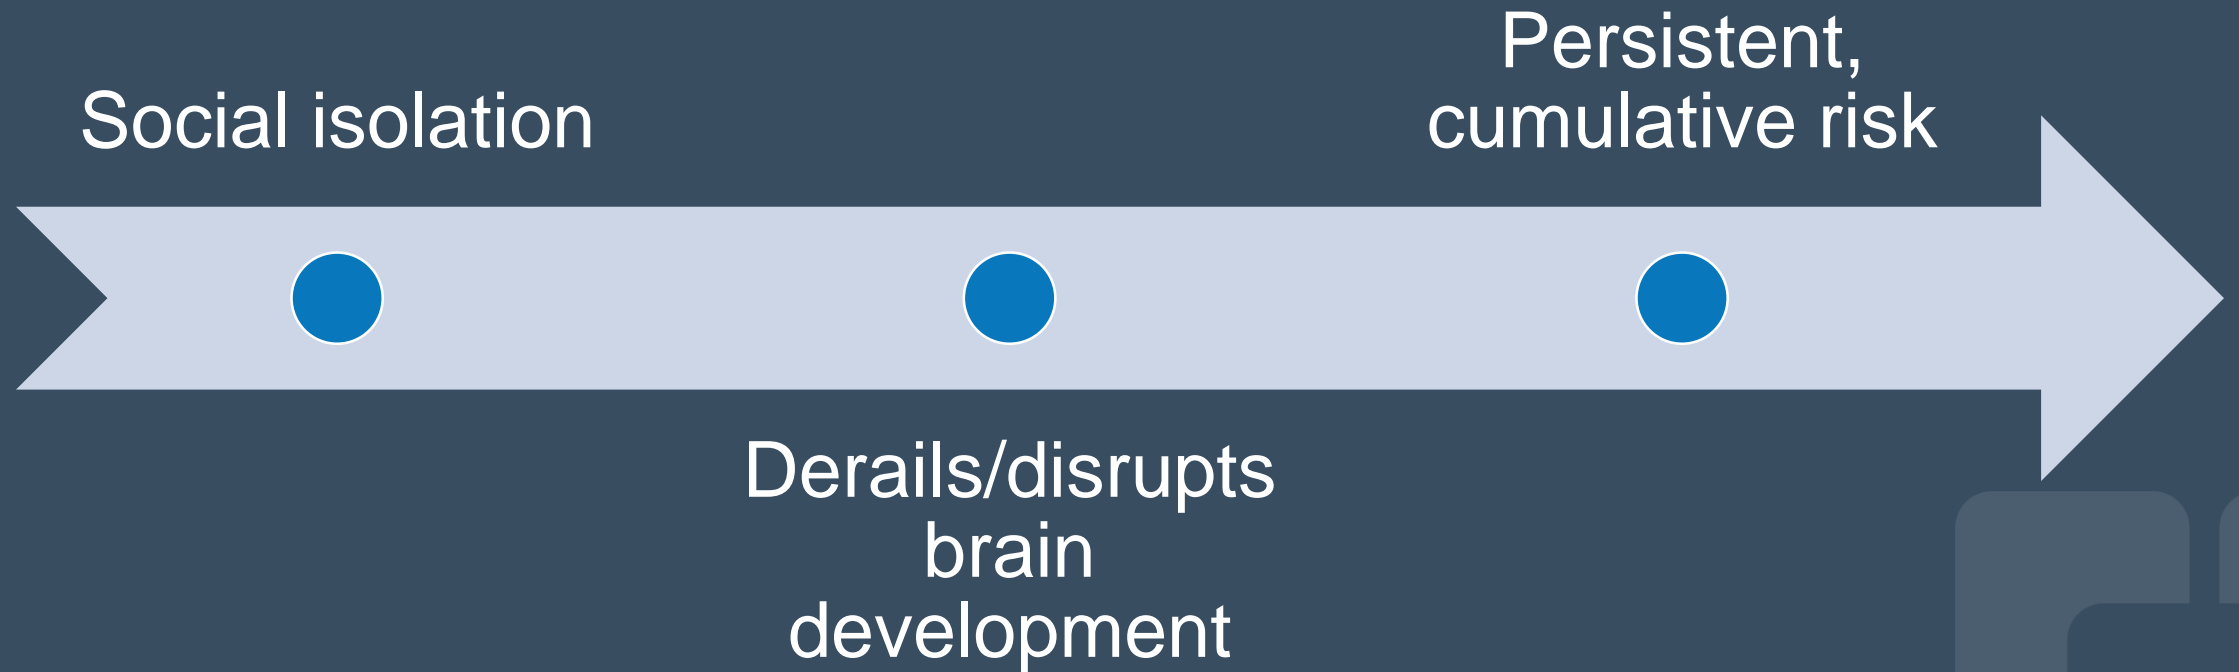 Social isolation
Derails/disrupts
brain
development
Persistent,
cumulative risk